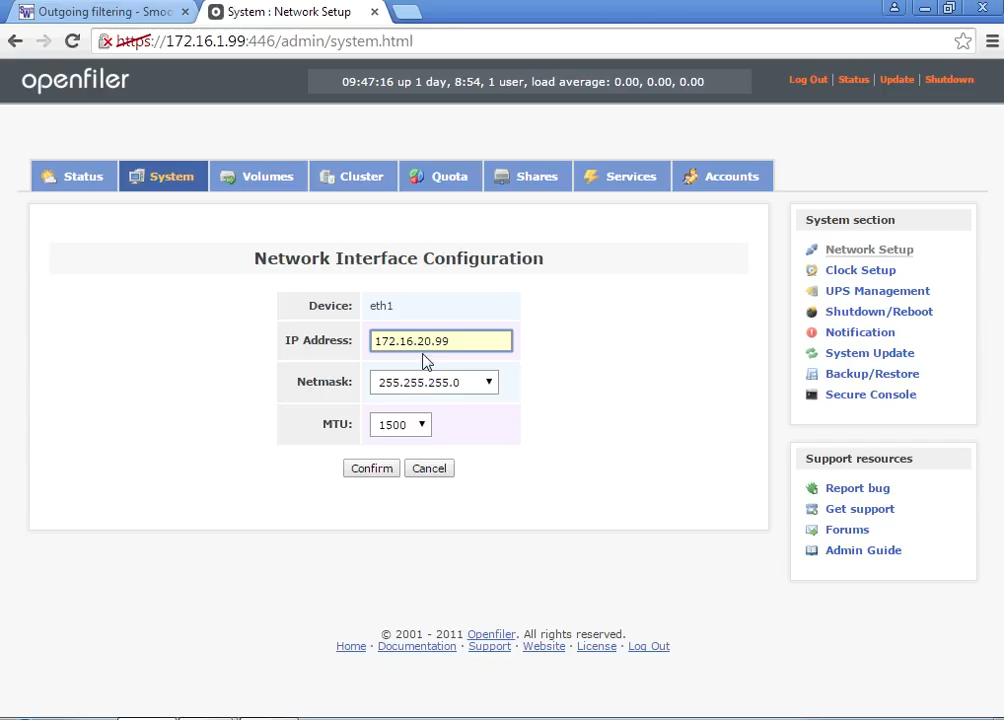 Outgoing filtering - Smoo
System : Network Setup
https://172.16.1.99:446/admin/system.html
openfiler
09:47:16 up 1 day, 8:54, 1 user, load average: 0.00, 0.00, 0.00
Log Out | Status | Update | Shutdown
Status System Volumes Cluster Quota Shares Services Accounts
Network Interface Configuration
Device: eth1
IP Address: 172.16.20.99
Netmask: 255.255.255.0
MTU: 1500
Confirm Cancel
System section
Network Setup
Clock Setup
UPS Management
Shutdown/Reboot
Notification
System Update
Backup/Restore
Secure Console
Support resources
Report bug
Get support
Forums
Admin Guide
© 2001 - 2011 Openfiler. All rights reserved.
Home · Documentation · Support · Website · License · Log Out